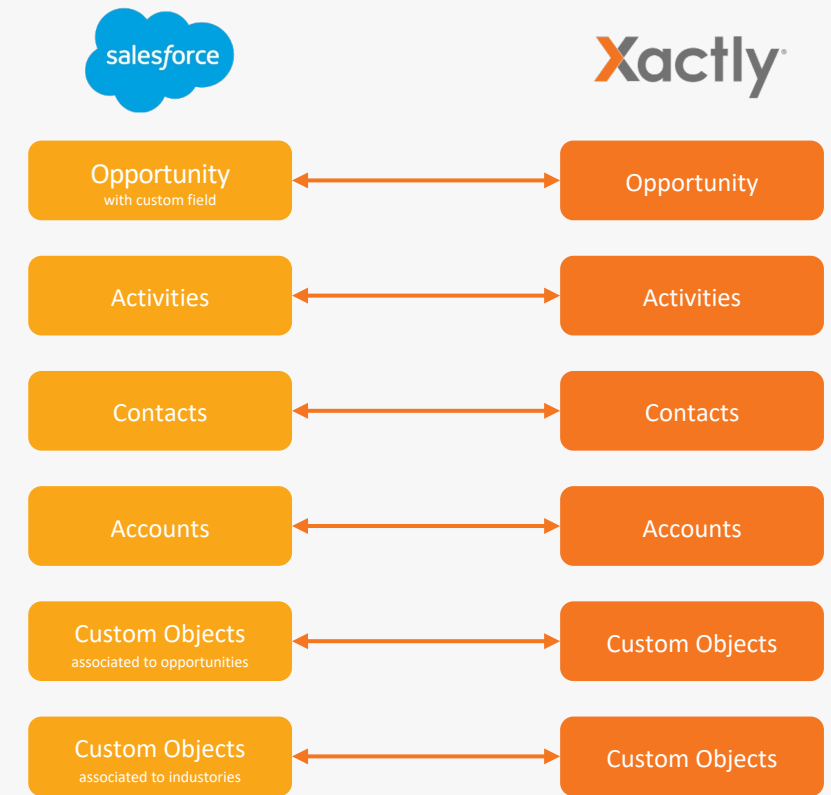 salesforce
Xactly
Opportunity
with custom field
Opportunity
Activities
Activities
Contacts
Contacts
Accounts
Accounts
Custom Objects
associated to opportunities
Custom Objects
Custom Objects
associated to industories
Custom Objects